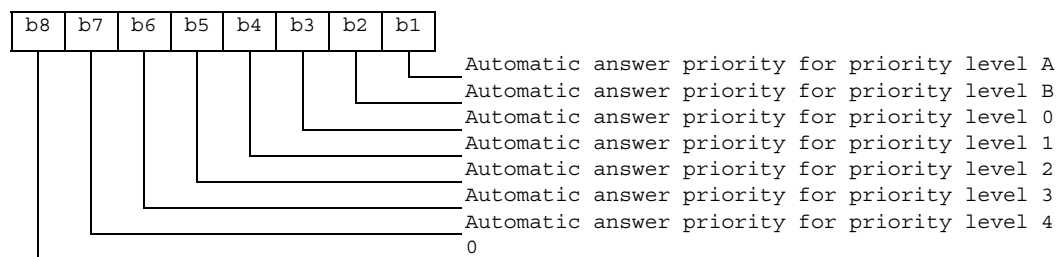 b8 b7 b6 b5 b4 b3 b2 b1
Automatic answer priority for priority level A
Automatic answer priority for priority level B
Automatic answer priority for priority level 0
Automatic answer priority for priority level 1
Automatic answer priority for priority level 2
Automatic answer priority for priority level 3
Automatic answer priority for priority level 4
0